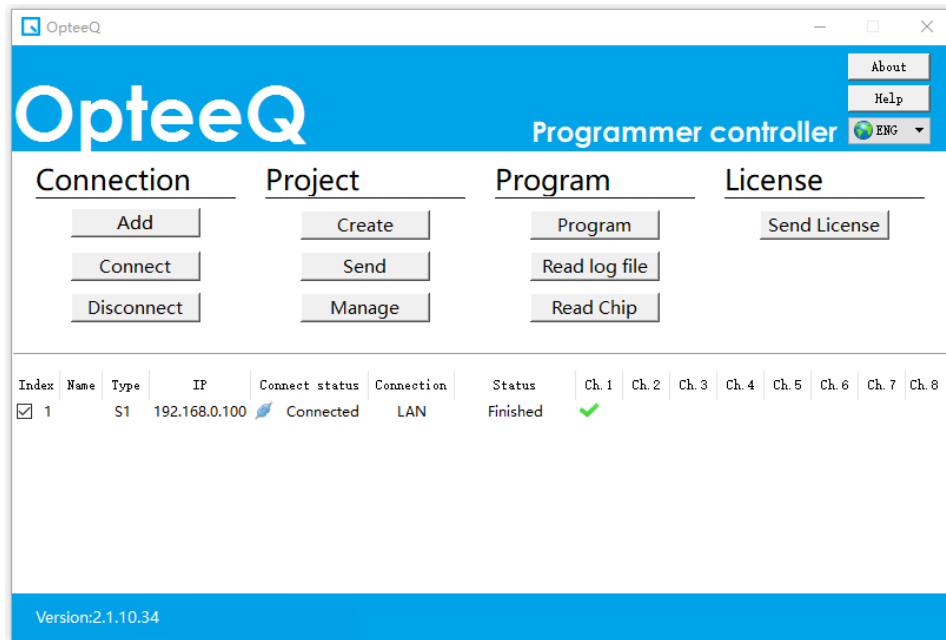 OpteeQ
About
OpteeQ
Help
Programmer controller
ENG
Connection Project Program License
Add Create Program Send License
Connect Send Read log file
Disconnect Manage Read Chip
Index Name Type IP Connect status Connection Status Ch. 1 Ch. 2 Ch. 3 Ch. 4 Ch. 5 Ch. 6 Ch. 7 Ch. 8
1 S1 192.168.0.100 Connected LAN Finished
Version:2.1.10.34